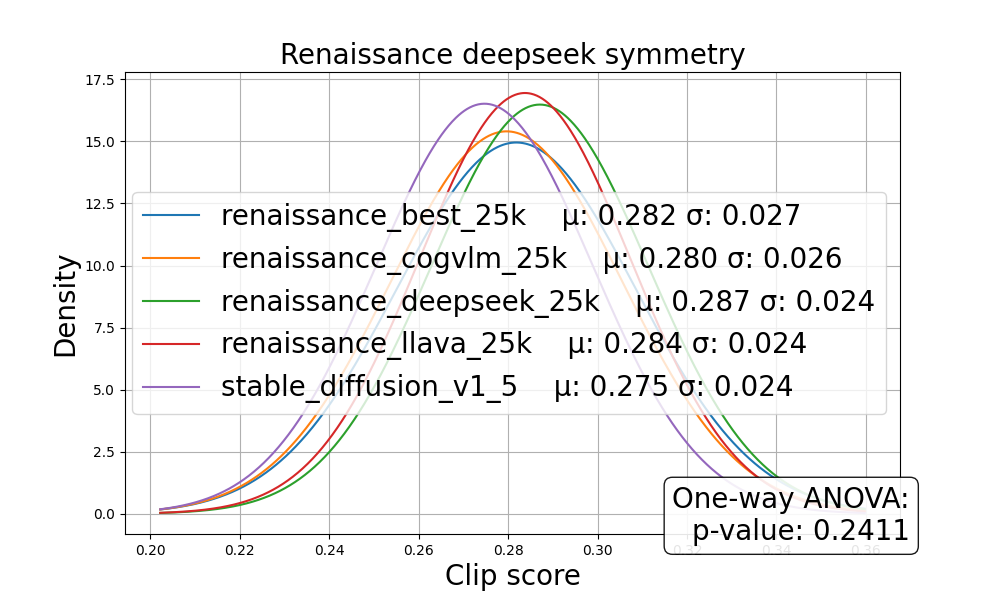 Renaissance deepseek symmetry
17.5
15.0
12.5
10.0
7.5
5.0
2.5
0.0
Density
renaissance_best_25k μ: 0.282 σ: 0.027
renaissance_cogvlm_25k μ: 0.280 σ: 0.026
renaissance_deepseek_25k μ: 0.287 σ: 0.024
renaissance_llava_25k μ: 0.284 σ: 0.024
stable_diffusion_v1_5 μ: 0.275 σ: 0.024
One-way ANOVA:
p-value: 0.2411
0.20 0.22 0.24 0.26 0.28 0.30 0.32 0.34 0.36
Clip score